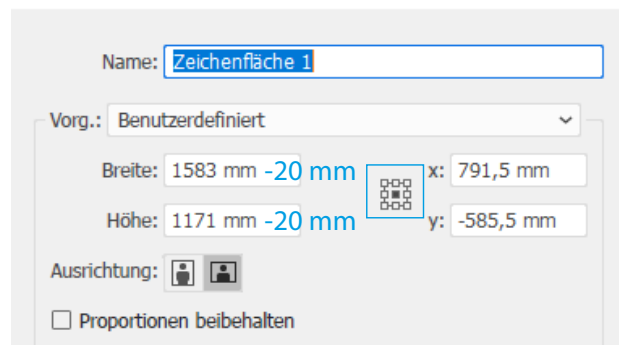 Name: Zeichenfläche 1
Vorg.: Benutzerdefiniert
Breite: 1583 mm -20 mm x: 791,5 mm
Höhe: 1171 mm -20 mm y: -585,5 mm
Ausrichtung:
Proportionen beibehalten